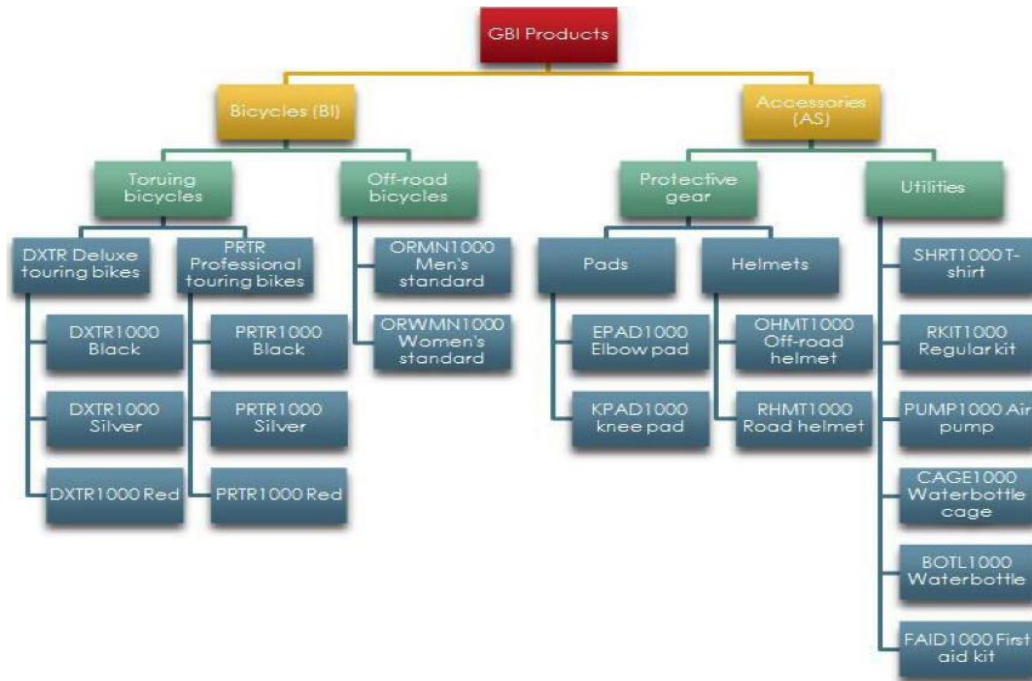 GBI Products
Bicycles (BI)
Accessories
(AS)
Toruing
bicycles
Off-road
bicycles
Protective
gear
Utilities
DXTR Deluxe
touring bikes
PRTR
Professional
touring bikes
ORMN1000
Men's
standard
Pads
Helmets
SHRT1000 T-
shirt
DXTR1000
Black
PRTR1000
Black
ORWMN1000
Women's
standard
EPAD1000
Elbow pad
OHMT1000
Off-road
helmet
RKIT1000
Regular kit
DXTR1000
Silver
PRTR1000
Silver
KPAD1000
knee pad
RHMT1000
Road helmet
PUMP1000 Air
pump
DXTR1000 Red
PRTR1000 Red
CAGE1000
Waterbottle
cage
BOTL1000
Waterbottle
FAID1000 First
aid kit